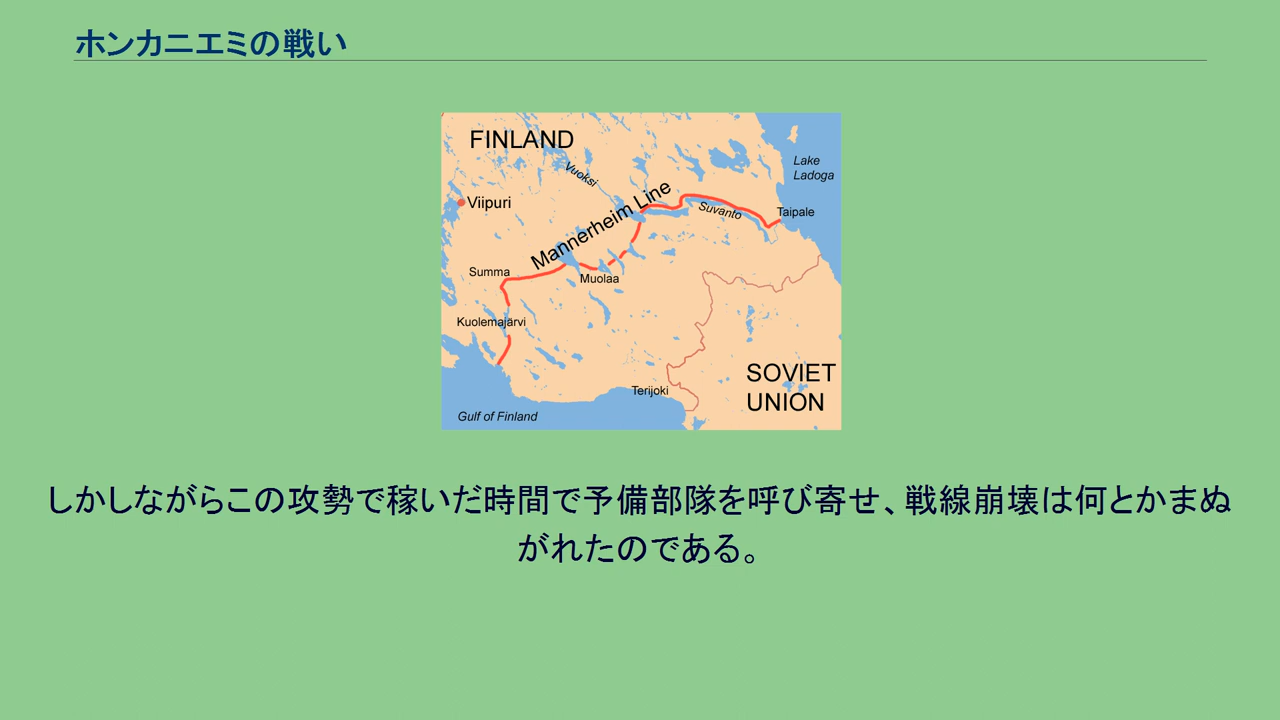 ホンカニエミの戦い
FINLAND
Lake
Ladoga
Vuoksi
Viipuri
Mannerheim Line
Suvanto
Taipale
Summa
Muolaa
Kuolemajärvi
SOVIET
UNION
Terijoki
Gulf of Finland
しかしながらこの攻勢で稼いだ時間で予備部隊を呼び寄せ、戦線崩壊は何とかまぬ
がれたのである。